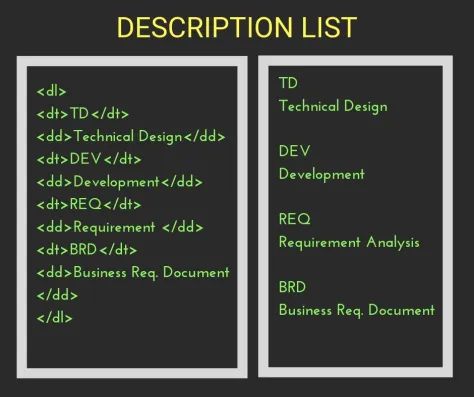 DESCRIPTION LIST
<dl>
<dt>TD</dt>
<dd>Technical Design</dd>
<dt>DEV</dt>
<dd>Development</dd>
<dt>REQ</dt>
<dd>Requirement </dd>
<dt>BRD</dt>
<dd>Business Req. Document
</dd>
</dl>
TD
Technical Design
DEV
Development
REQ
Requirement Analysis
BRD
Business Req. Document